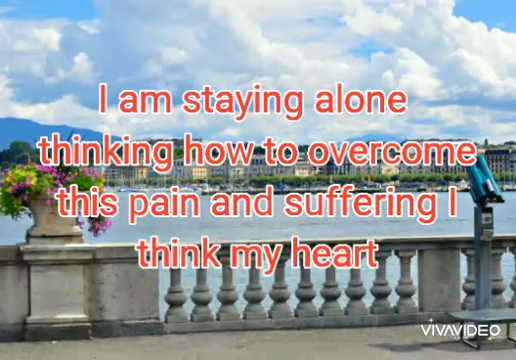 I am staying alone
thinking how to overcome
this pain and suffering I
think my heart
VIVAVIDEO